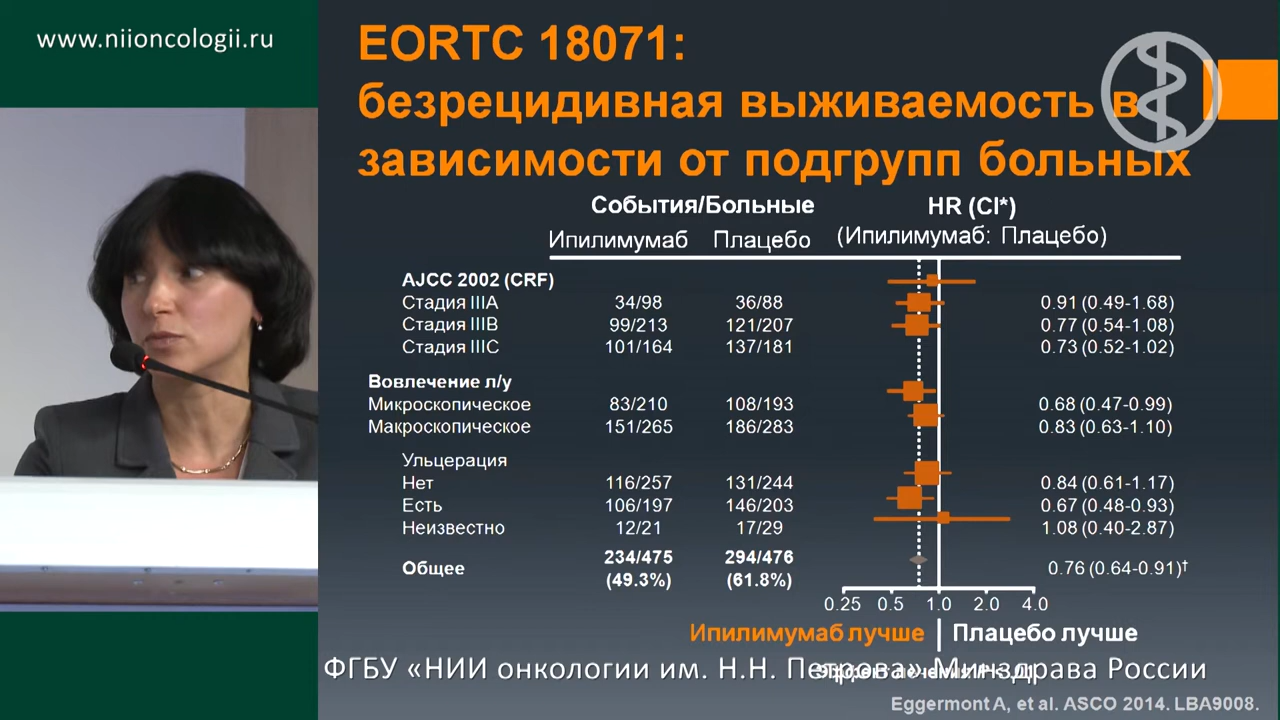 www.niioncologii.ru
EORTC 18071:
безрецидивная выживаемость в
зависимости от подгрупп больных
События/Больные HR (CI*)
Ипилимумаб Плацебо (Ипилимумаб: Плацебо)
AJCC 2002 (CRF)
Стадия IIIA 34/98 36/88 0.91 (0.49-1.68)
Стадия IIIB 99/213 121/207 0.77 (0.54-1.08)
Стадия IIIC 101/164 137/181 0.73 (0.52-1.02)
Вовлечение л/у
Микроскопическое 83/210 108/193 0.68 (0.47-0.99)
Макроскопическое 151/265 186/283 0.83 (0.63-1.10)
Ульцерация
Нет 116/257 131/244 0.84 (0.61-1.17)
Есть 106/197 146/203 0.67 (0.48-0.93)
Неизвестно 12/21 17/29 1.08 (0.40-2.87)
Общее 234/475 294/476 0.76 (0.64-0.91)†
(49.3%) (61.8%)
0.25 0.5 1.0 2.0 4.0
Ипилимумаб лучше Плацебо лучше
ФГБУ «НИИ онкологии им. Н.Н. Петрова» Минздрава России
Eggermont A, et al. ASCO 2014. LBA9008.